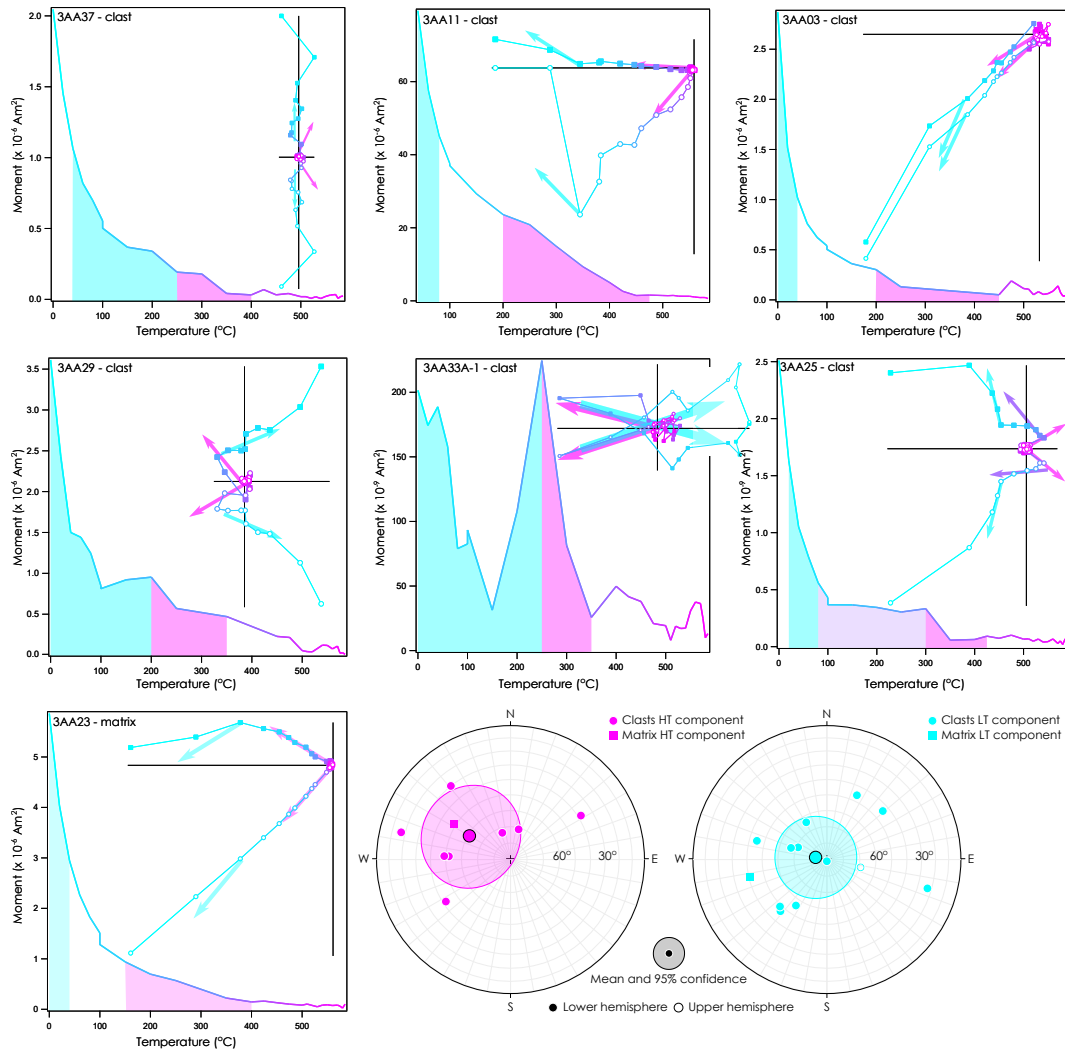 3AA37 - clast
Moment (x 10⁻⁶ Am²)
2.0
1.5
1.0
0.5
0.0
0 100 200 300 400 500
Temperature (°C)
3AA11 - clast
Moment (x 10⁻⁶ Am²)
60
40
20
0
100 200 300 400 500
Temperature (°C)
3AA03 - clast
Moment (x 10⁻⁶ Am²)
2.5
2.0
1.5
1.0
0.5
0.0
0 100 200 300 400 500
Temperature (°C)
3AA29 - clast
Moment (x 10⁻⁶ Am²)
3.5
3.0
2.5
2.0
1.5
1.0
0.5
0.0
0 100 200 300 400 500
Temperature (°C)
3AA33A-1 - clast
Moment (x 10⁻⁹ Am²)
200
150
100
50
0
0 100 200 300 400 500
Temperature (°C)
3AA25 - clast
Moment (x 10⁻⁹ Am²)
2.5
2.0
1.5
1.0
0.5
0.0
0 100 200 300 400 500
Temperature (°C)
3AA23 - matrix
Moment (x 10⁻⁶ Am²)
5
4
3
2
1
0
0 100 200 300 400 500
Temperature (°C)
Clasts HT component
Matrix HT component
N
W
E
S
60°
30°
Clasts LT component
Matrix LT component
N
W
E
S
60°
30°
Mean and 95% confidence
Lower hemisphere
Upper hemisphere